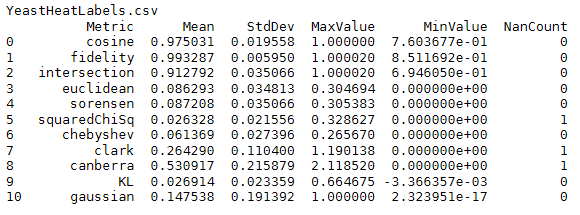 YeastHeatLabels.csv
Metric Mean StdDev MaxValue MinValue NanCount
0 cosine 0.975031 0.019558 1.000000 7.603677e-01 0
1 fidelity 0.993287 0.005950 1.000020 8.511692e-01 0
2 intersection 0.912792 0.035066 1.000020 6.946050e-01 0
3 euclidean 0.086293 0.034813 0.304694 0.000000e+00 0
4 sorensen 0.087208 0.035066 0.305383 0.000000e+00 0
5 squaredChiSq 0.026328 0.021556 0.328627 0.000000e+00 1
6 chebyshev 0.061369 0.027396 0.265670 0.000000e+00 0
7 clark 0.264290 0.110400 1.190138 0.000000e+00 1
8 canberra 0.530917 0.215879 2.118520 0.000000e+00 1
9 KL 0.026914 0.023359 0.664675 -3.366357e-03 0
10 gaussian 0.147538 0.191392 1.000000 2.323951e-17 0